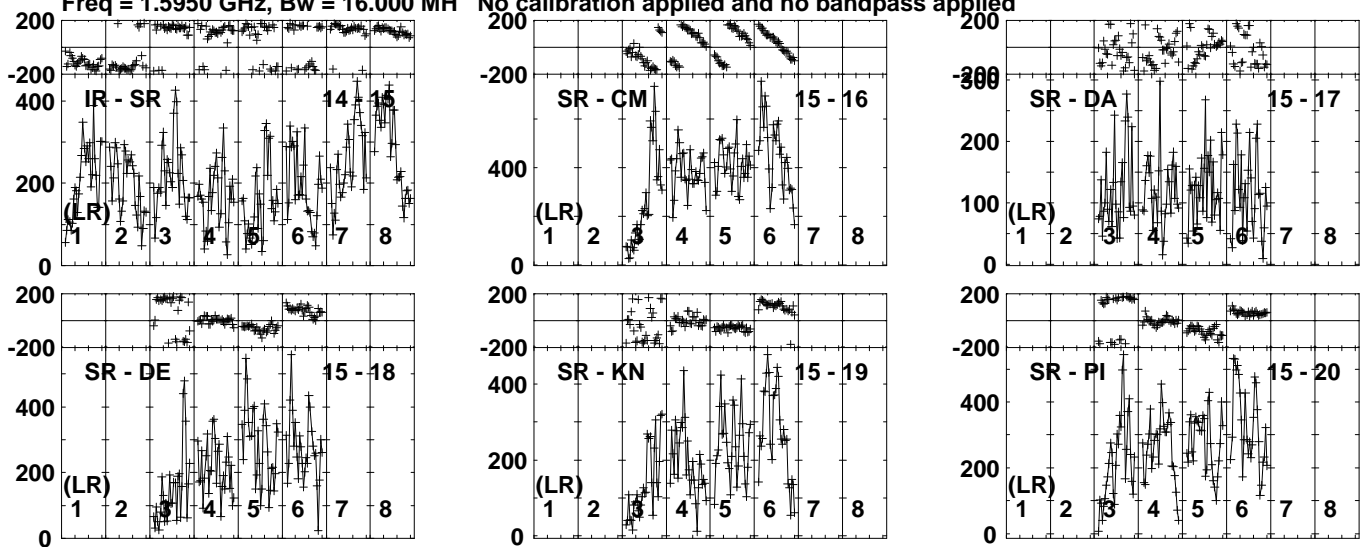 Freq = 1.5950 GHz, Bw = 16.000 MH No calibration applied and no bandpass applied
200
-200
IR - SR 14 - 15
400
200
(LR)
1 2 3 4 5 6 7 8
0
200
-200
SR - CM 15 - 16
400
(LR)
1 2 3 4 5 6 7 8
0
200
-200
300
SR - DA 15 - 17
200
100
(LR)
1 2 3 4 5 6 7 8
0
200
-200
SR - DE 15 - 18
400
200
(LR)
1 2 3 4 5 6 7 8
0
200
-200
SR - KN 15 - 19
400
200
(LR)
1 2 3 4 5 6 7 8
0
200
-200
SR - PI 15 - 20
400
200
(LR)
1 2 3 4 5 6 7 8
0